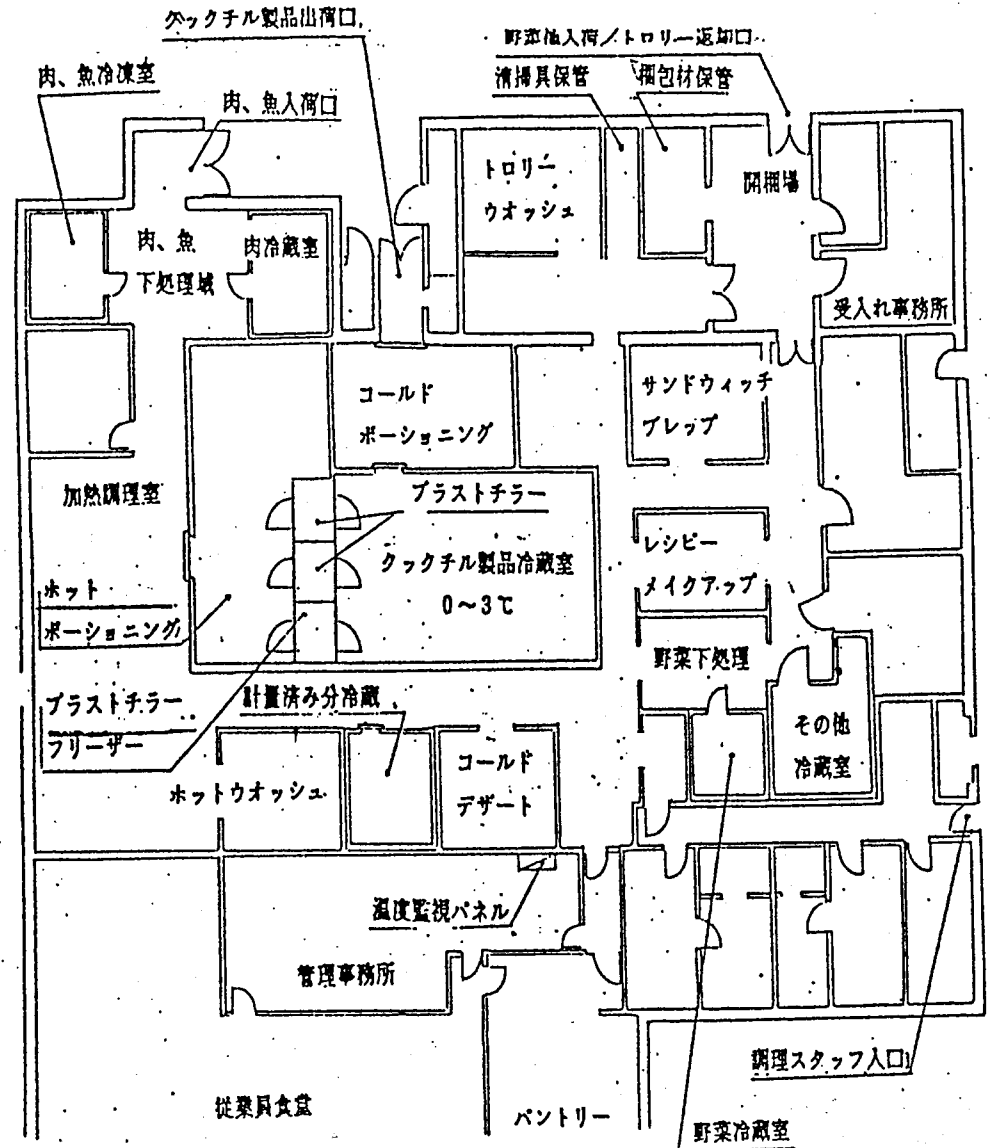 クックチル製品出荷口
野菜他入荷／トロリー返却口
肉、魚冷凍室
清掃具保管
梱包材保管
肉、魚入荷口
トロリー
ウオッシュ
開梱場
肉、魚
下処理域
肉冷蔵室
受入れ事務所
コールド
ポーショニング
サンドウィッチ
プレップ
加熱調理室
ブラストチラー
クックチル製品冷蔵室
0～3℃
レシピー
メイクアップ
ホット
ポーショニング
野菜下処理
ブラストチラー
フリーザー
計量済み分冷蔵
その他
冷蔵室
ホットウオッシュ
コールド
デザート
温度監視パネル
管理事務所
調理スタッフ入口
従業員食堂
パントリー
野菜冷蔵室